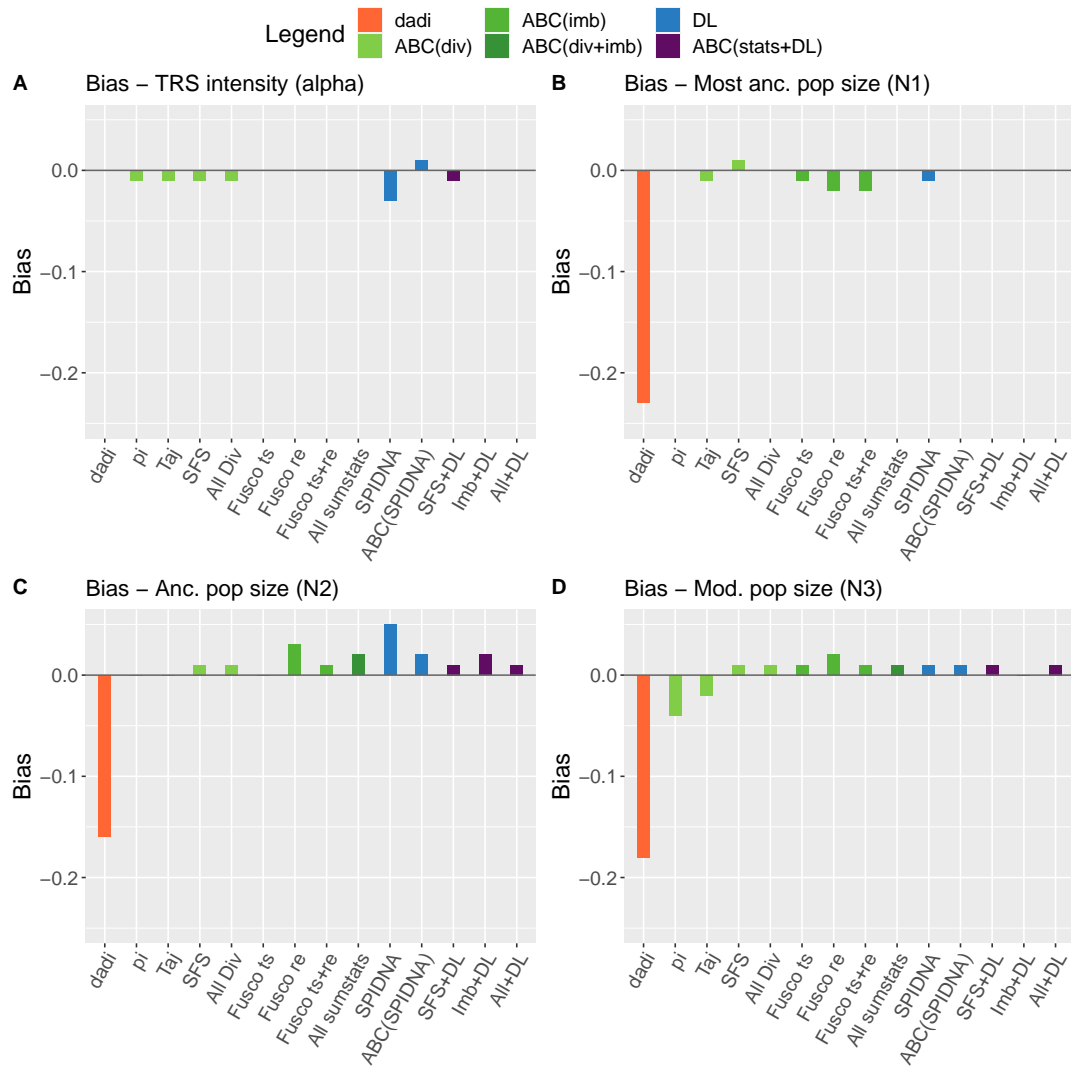 Legend
dadi
ABC(div)
ABC(imb)
ABC(div+imb)
DL
ABC(stats+DL)
A
Bias − TRS intensity (alpha)
Bias
0.0
−0.1
−0.2
dadi
pi
Taj
SFS
All Div
Fusco ts
Fusco re
Fusco ts+re
All sumstats
SPIDNA
ABC(SPIDNA)
SFS+DL
Imb+DL
All+DL
B
Bias − Most anc. pop size (N1)
Bias
0.0
−0.1
−0.2
dadi
pi
Taj
SFS
All Div
Fusco ts
Fusco re
Fusco ts+re
All sumstats
SPIDNA
ABC(SPIDNA)
SFS+DL
Imb+DL
All+DL
C
Bias − Anc. pop size (N2)
Bias
0.0
−0.1
−0.2
dadi
pi
Taj
SFS
All Div
Fusco ts
Fusco re
Fusco ts+re
All sumstats
SPIDNA
ABC(SPIDNA)
SFS+DL
Imb+DL
All+DL
D
Bias − Mod. pop size (N3)
Bias
0.0
−0.1
−0.2
dadi
pi
Taj
SFS
All Div
Fusco ts
Fusco re
Fusco ts+re
All sumstats
SPIDNA
ABC(SPIDNA)
SFS+DL
Imb+DL
All+DL